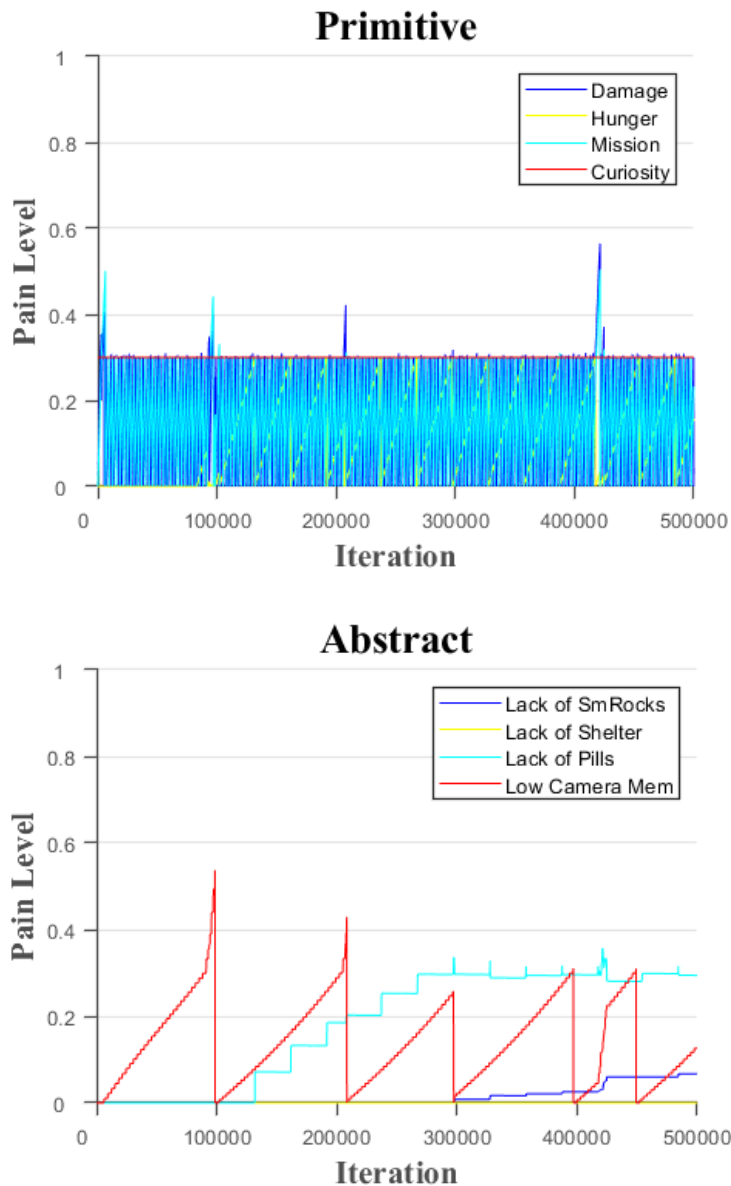 Primitive
1
0.8
0.6
0.4
0.2
0
Pain Level
Damage
Hunger
Mission
Curiosity
0 100000 200000 300000 400000 500000
Iteration
Abstract
1
0.8
0.6
0.4
0.2
0
Pain Level
Lack of SmRocks
Lack of Shelter
Lack of Pills
Low Camera Mem
0 100000 200000 300000 400000 500000
Iteration